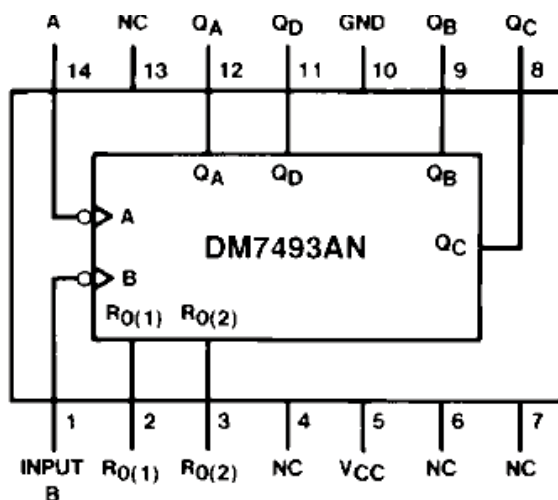 A NC QA QD GND QB QC
14 13 12 11 10 9 8
QA QD QB
A
DM7493AN QC
B
R0(1) R0(2)
1 2 3 4 5 6 7
INPUT B R0(1) R0(2) NC VCC NC NC